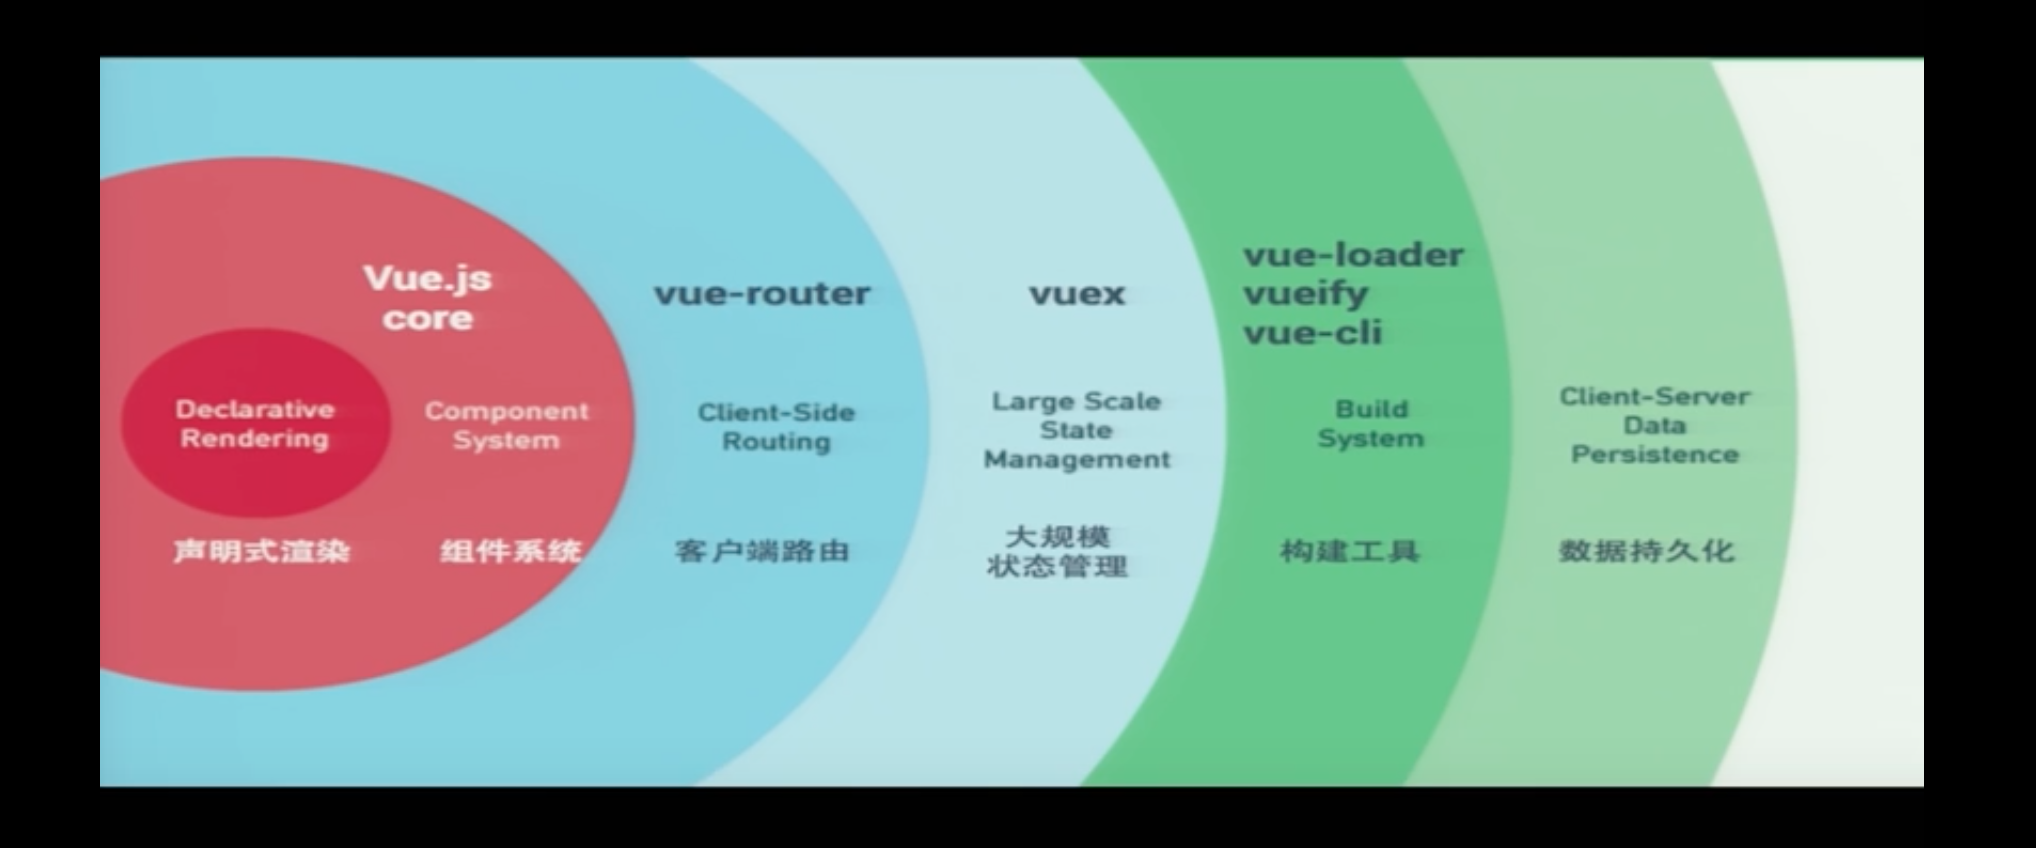 Vue.js
core
Declarative
Rendering
声明式渲染
Component
System
组件系统
vue-router
Client-Side
Routing
客户端路由
vuex
Large Scale
State
Management
大规模
状态管理
vue-loader
vueify
vue-cli
Build
System
构建工具
Client-Server
Data
Persistence
数据持久化